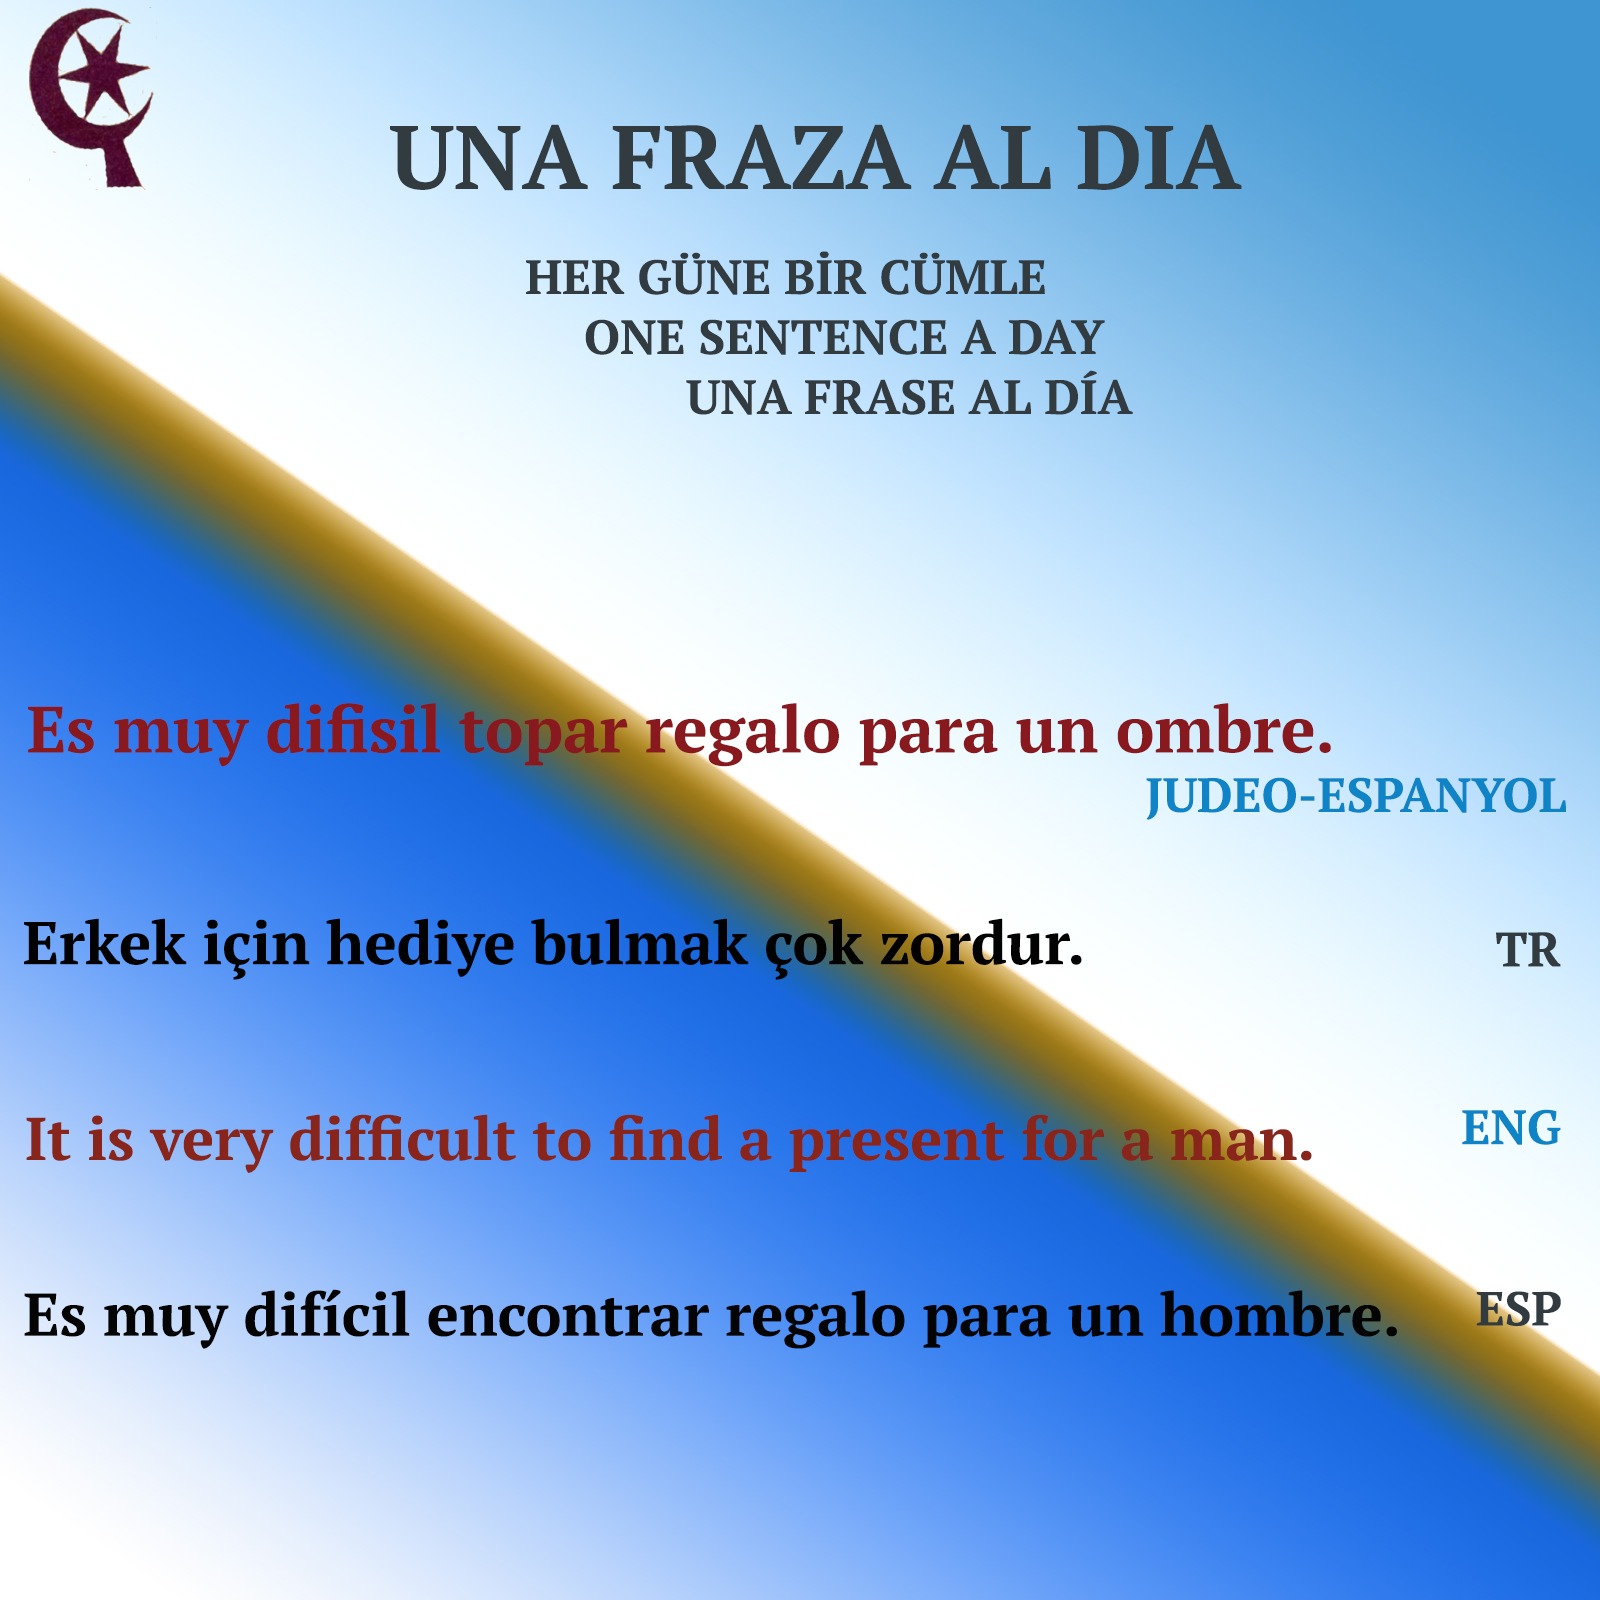 UNA FRAZA AL DIA
HER GÜNE BİR CÜMLE
ONE SENTENCE A DAY
UNA FRASE AL DÍA
Es muy difisil topar regalo para un ombre.
JUDEO-ESPANYOL
Erkek için hediye bulmak çok zordur.
TR
It is very difficult to find a present for a man.
ENG
Es muy difícil encontrar regalo para un hombre.
ESP